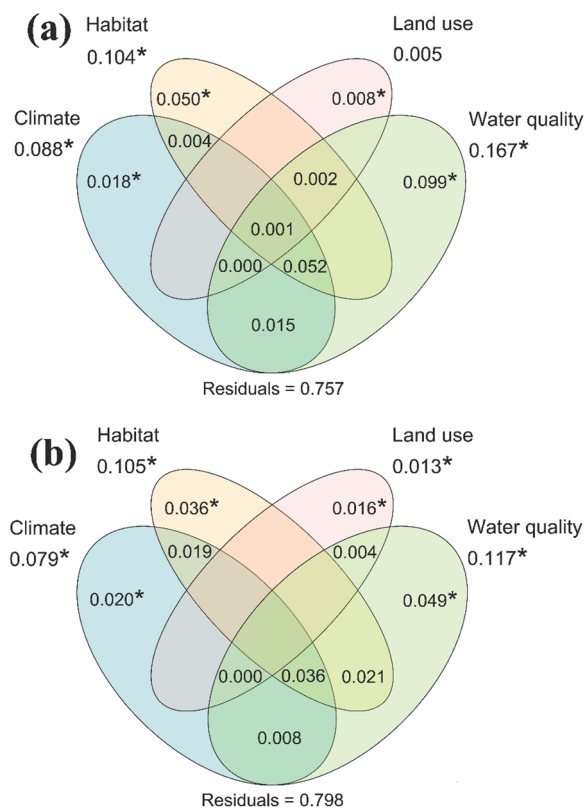 (a)
Habitat
0.104*
Land use
0.005
Climate
0.088*
Water quality
0.167*
0.050*
0.008*
0.004
0.018*
0.002
0.099*
0.001
0.000
0.052
0.015
Residuals = 0.757
(b)
Habitat
0.105*
Land use
0.013*
Climate
0.079*
Water quality
0.117*
0.036*
0.016*
0.019
0.004
0.020*
0.049*
0.000
0.036
0.021
0.008
Residuals = 0.798